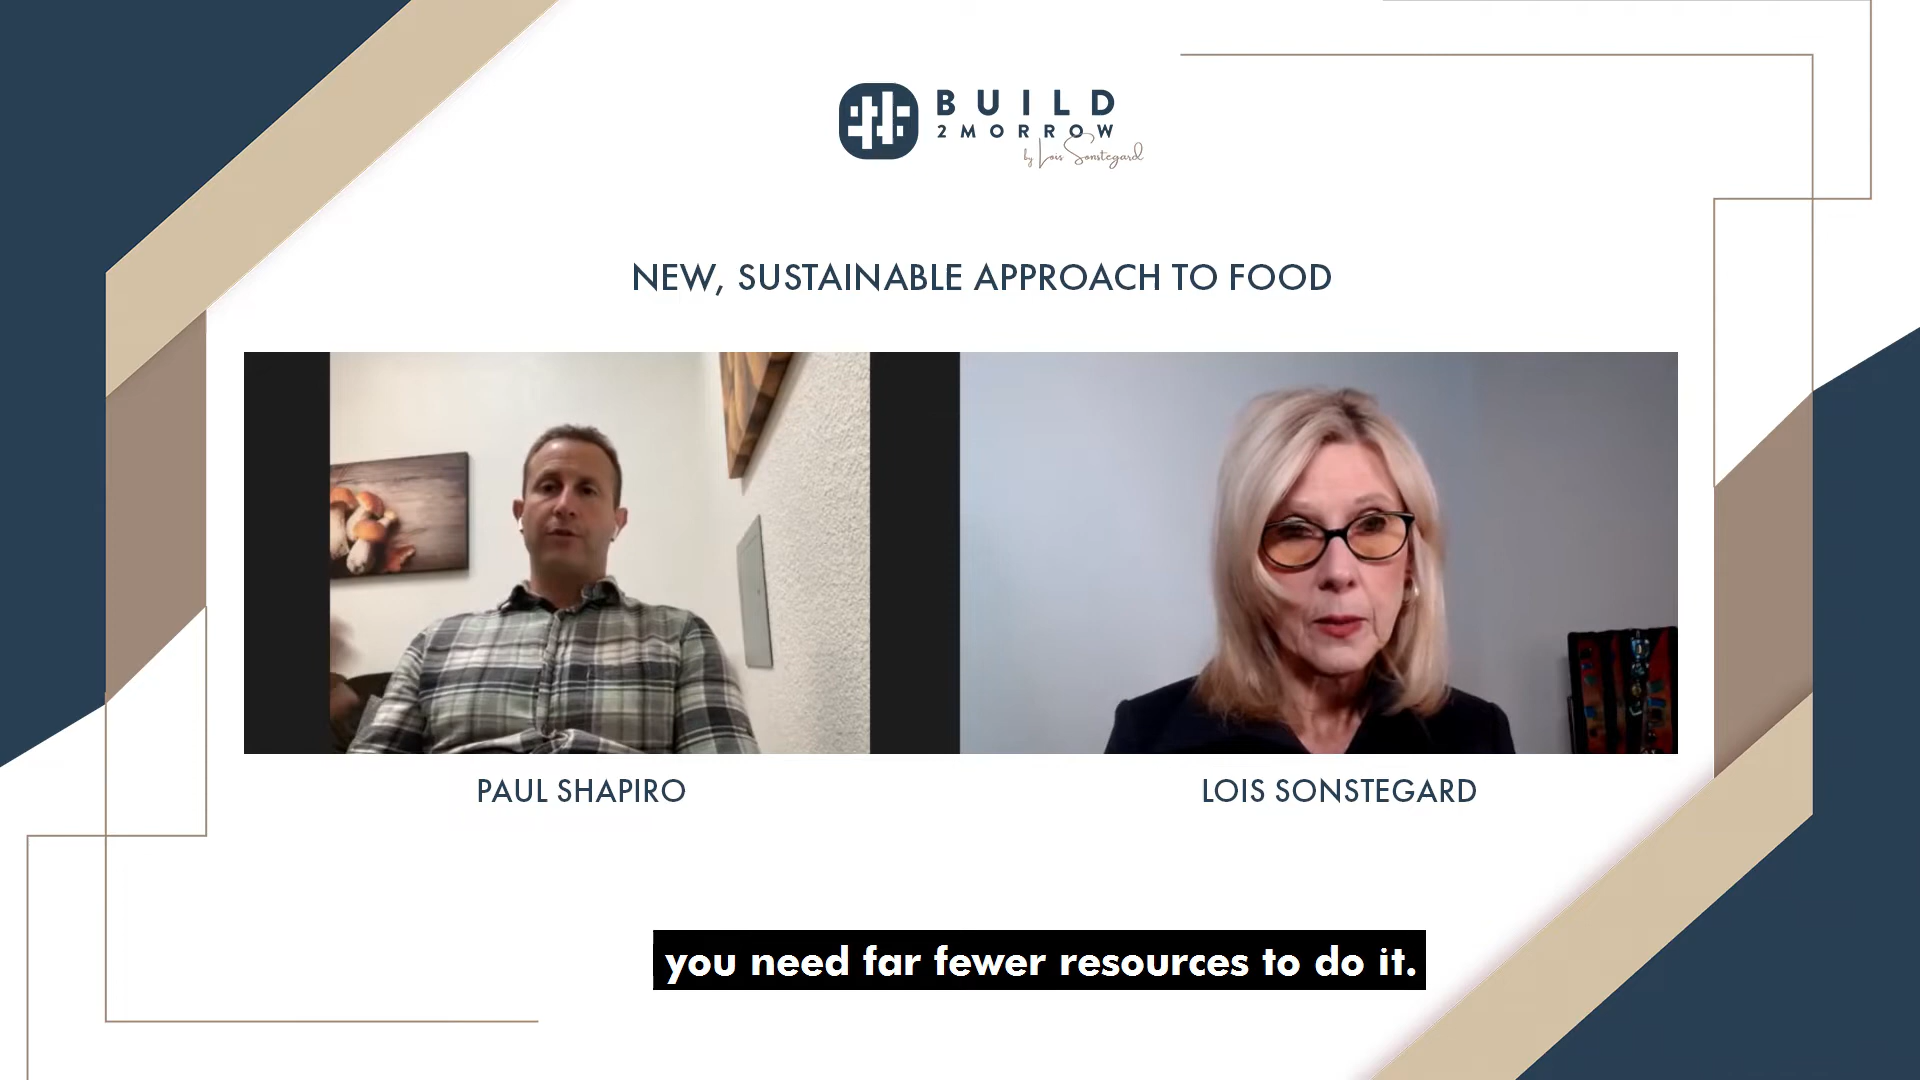 BUILD
2MORROW
by Lois Sonstegard
NEW, SUSTAINABLE APPROACH TO FOOD
PAUL SHAPIRO
LOIS SONSTEGARD
you need far fewer resources to do it.